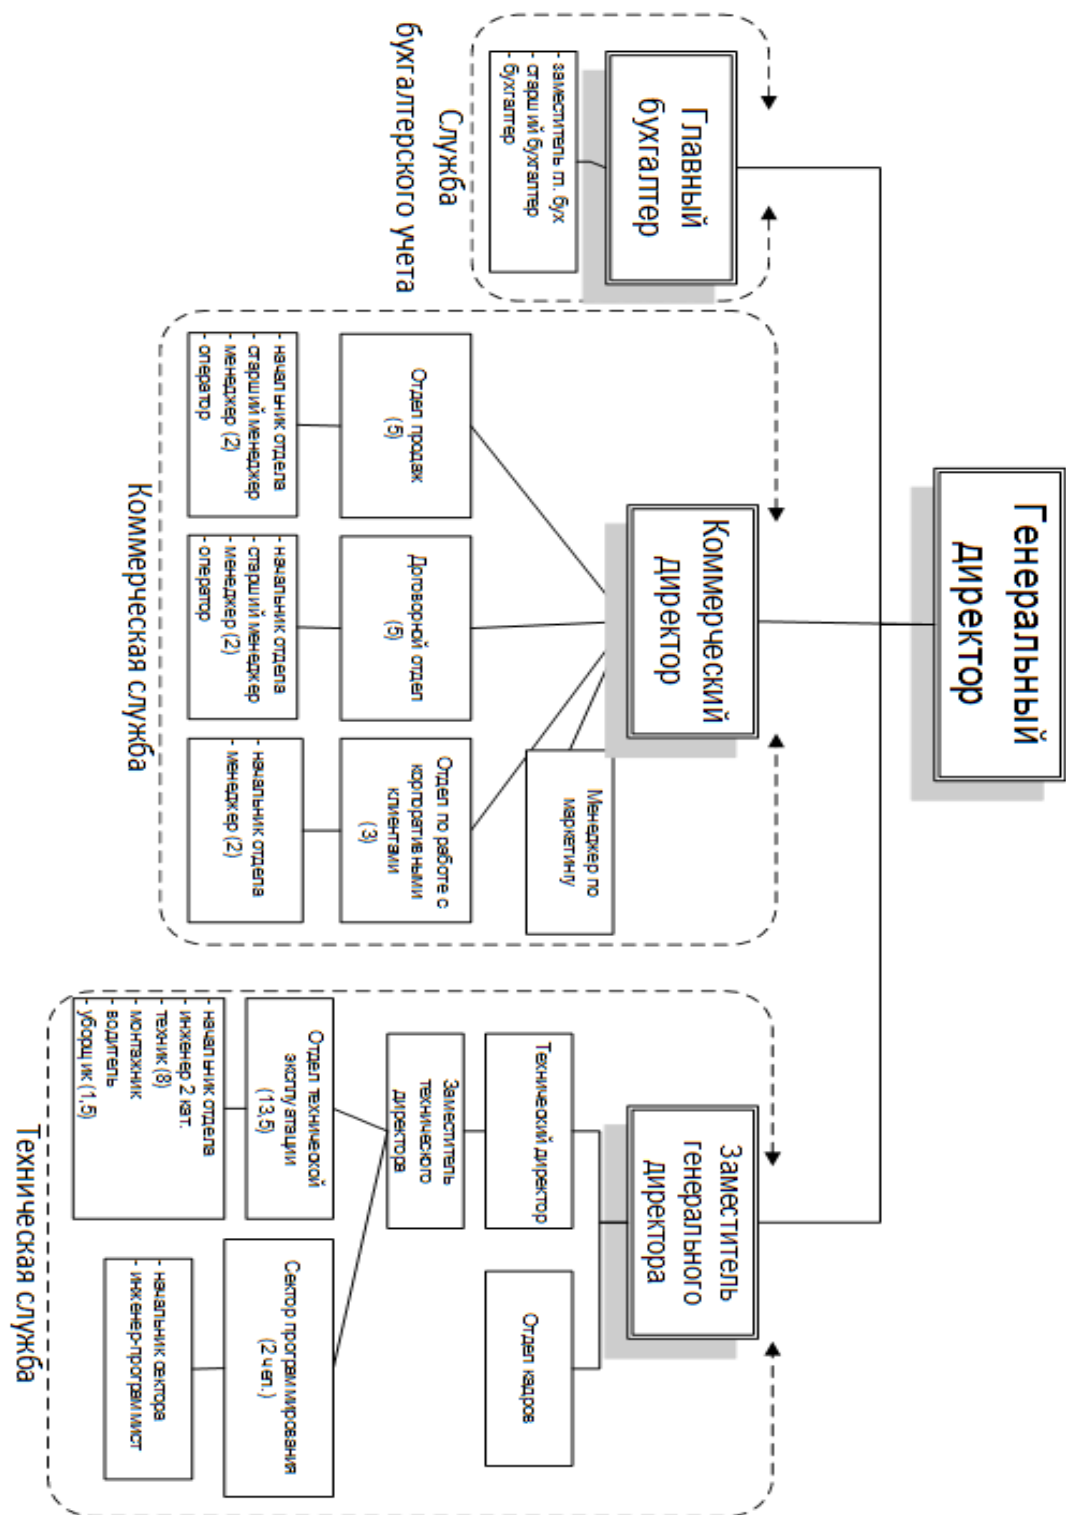 Генеральный
директор
Главный
бухгалтер
- заместитель гл. бух
- старший бухгалтер
- бухгалтер
Служба
бухгалтерского учета
Коммерческий
директор
Менеджер по
маркетингу
Отдел продаж
(5)
Договорной отдел
(5)
Отдел по работе с
корпоративными
клиентами
(3)
- начальник отдела
- старший менеджер
- менеджер (2)
- оператор
- начальник отдела
- старший менеджер
- менеджер (2)
- оператор
- начальник отдела
- менеджер (2)
Коммерческая служба
Заместитель
генерального
директора
Технический директор
Отдел кадров
Заместитель
технического
директора
Отдел технической
эксплуатации
(13,5)
Сектор программирования
(2 чел.)
- начальник отдела
- инженер 2 кат.
- техник (8)
- монтажник
- водитель
- уборщик (1,5)
- начальник сектора
- инженер-программист
Техническая служба